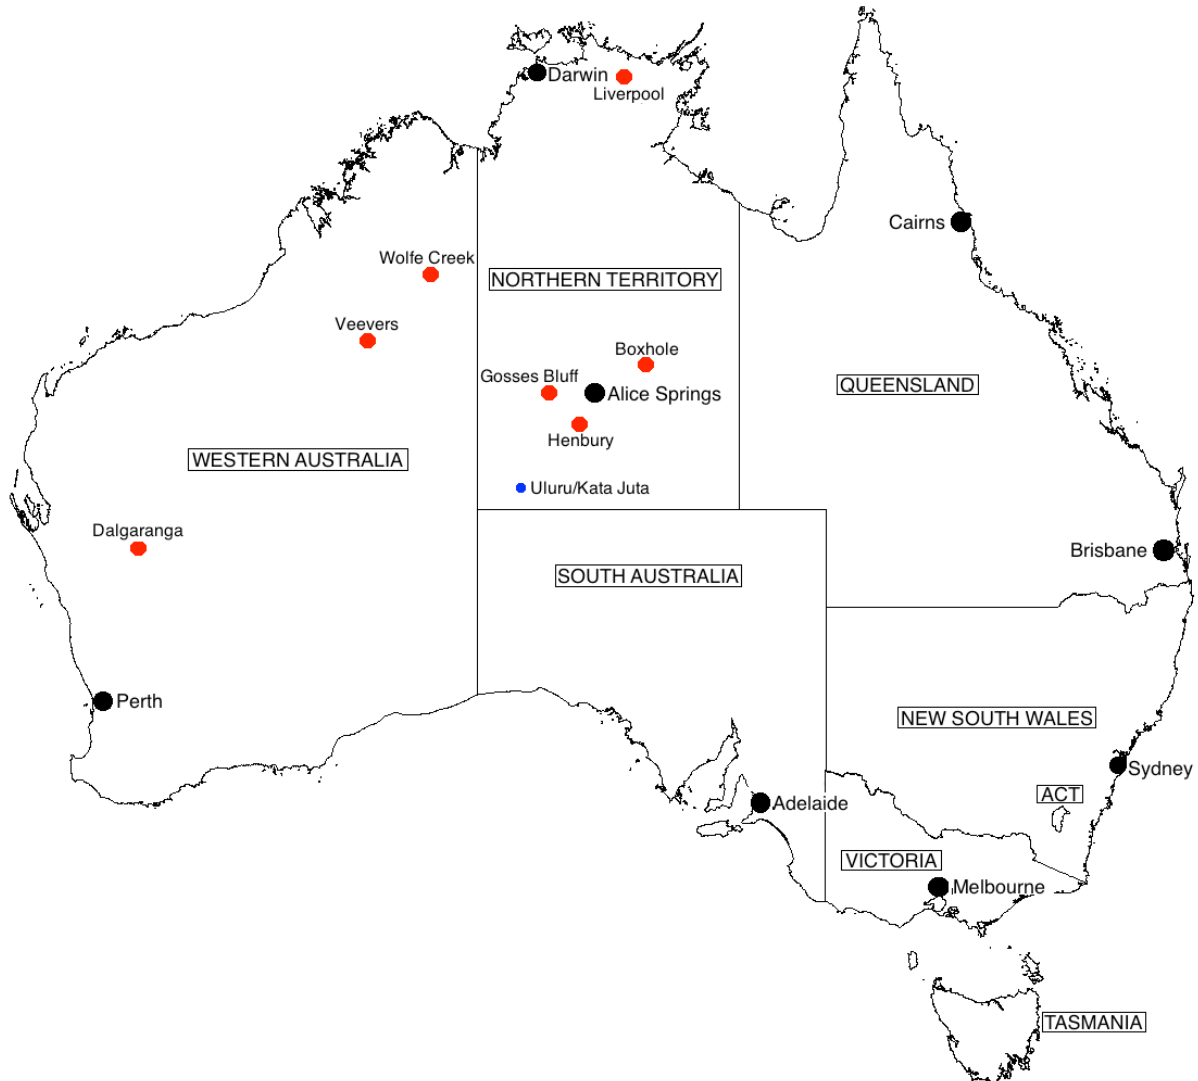 Darwin
Liverpool
Cairns
Wolfe Creek
NORTHERN TERRITORY
Veevers
Boxhole
Gosses Bluff
QUEENSLAND
Alice Springs
Henbury
WESTERN AUSTRALIA
Uluru/Kata Juta
Dalgaranga
Brisbane
SOUTH AUSTRALIA
Perth
NEW SOUTH WALES
Sydney
ACT
Adelaide
VICTORIA
Melbourne
TASMANIA